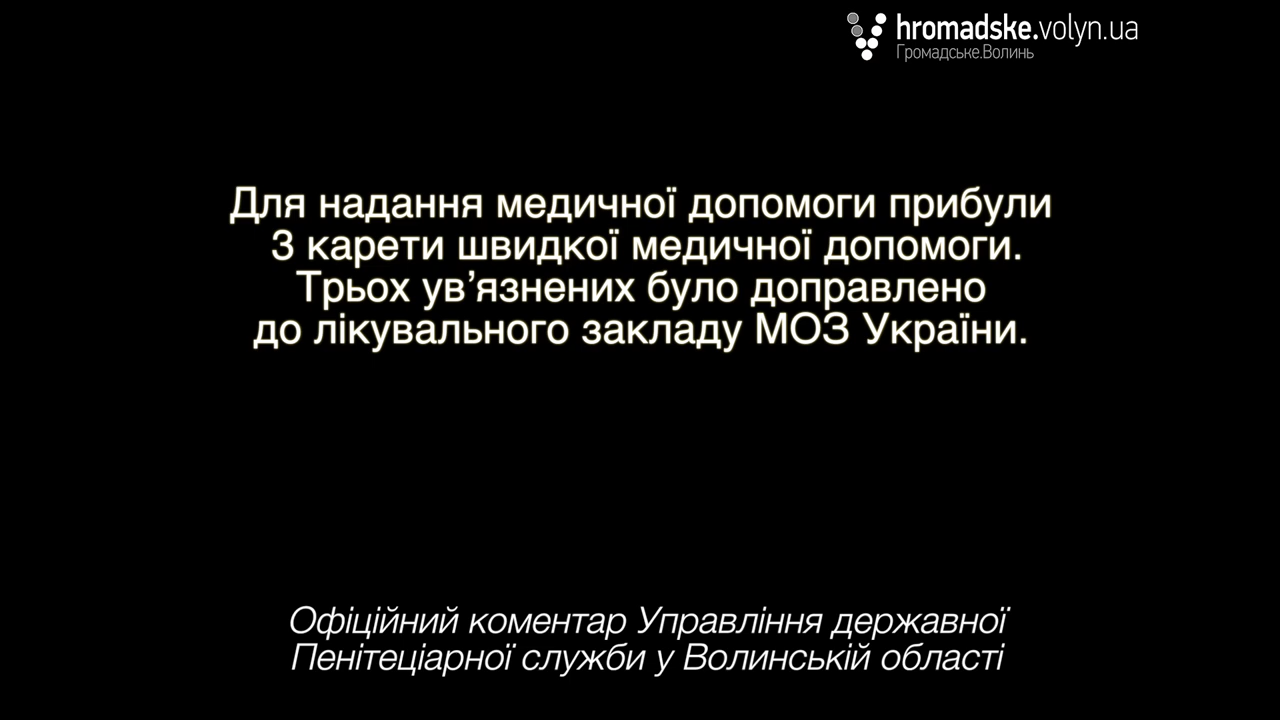 hromadske.volyn.ua
Громадське.Волинь
Для надання медичної допомоги прибули
3 карети швидкої медичної допомоги.
Трьох ув’язнених було доправлено
до лікувального закладу МОЗ України.
Офіційний коментар Управління державної
Пенітеціарної служби у Волинській області